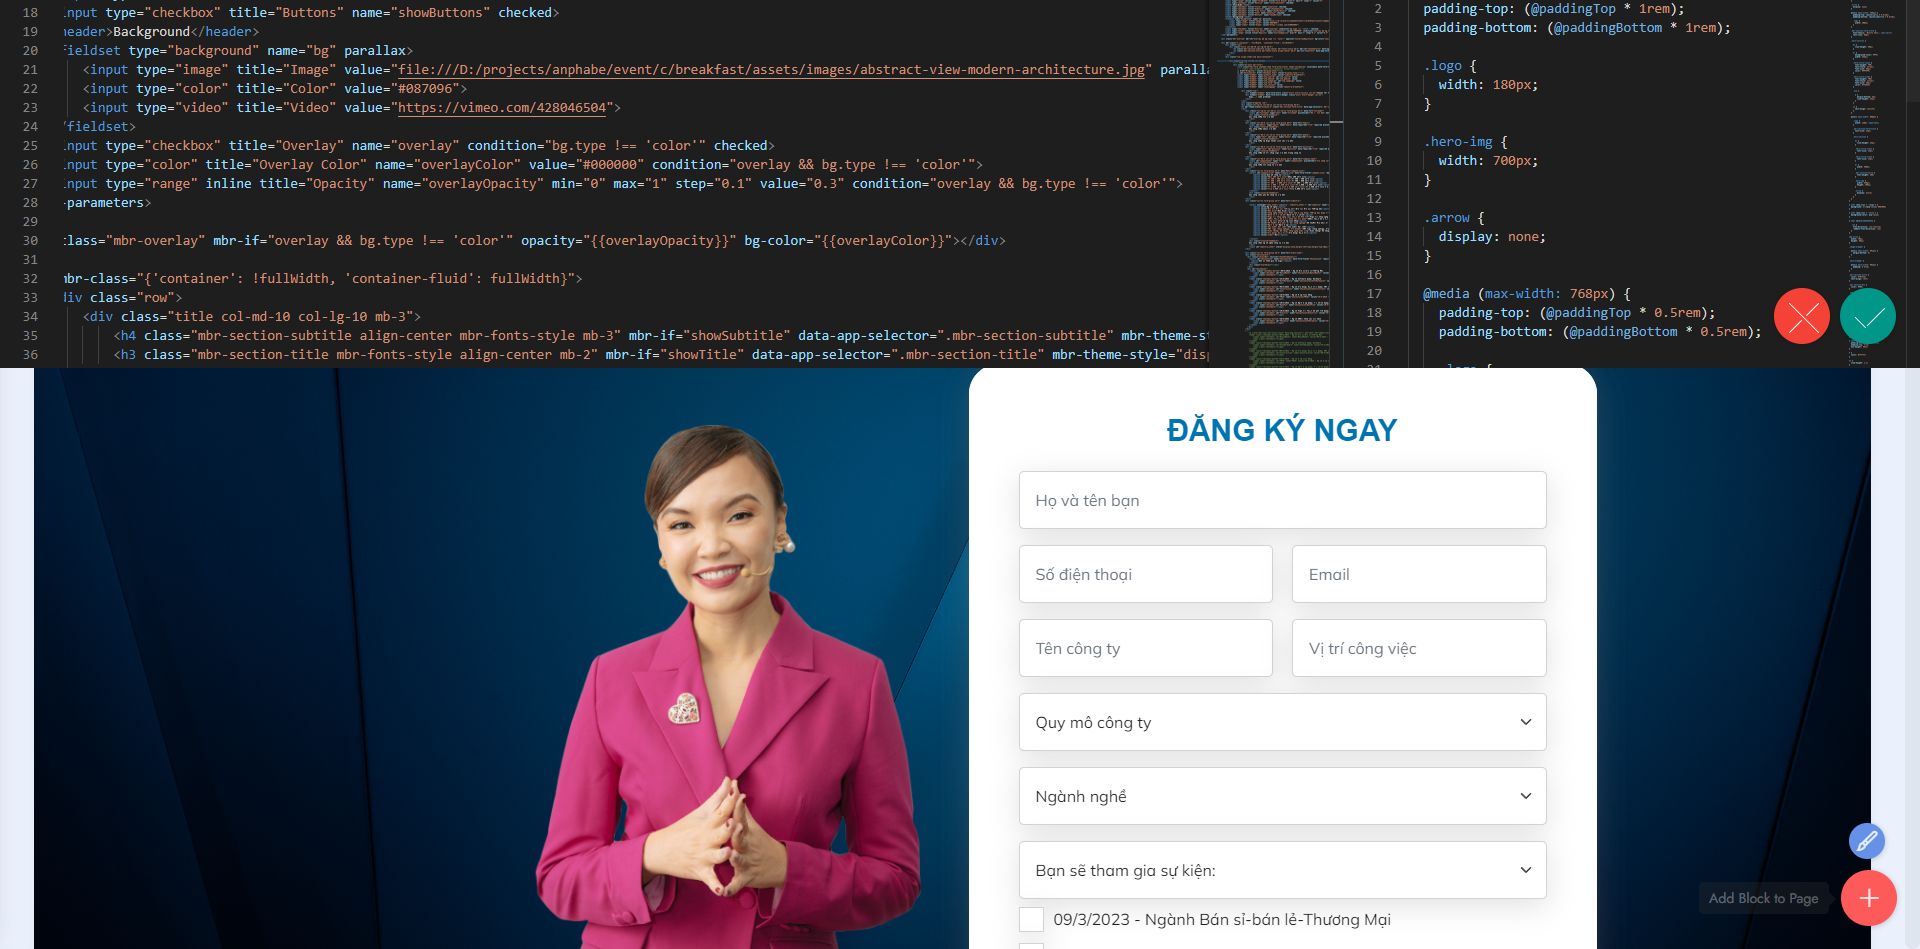 18 input type="checkbox" title="Buttons" name="showButtons" checked>
19 header>Background</header>
20 fieldset type="background" name="bg" parallax>
21 <input type="image" title="Image" value="file:///D:/projects/anphabe/event/c/breakfast/assets/images/abstract-view-modern-architecture.jpg" paralla
22 <input type="color" title="Color" value="#087096">
23 <input type="video" title="Video" value="https://vimeo.com/428046504">
24 /fieldset>
25 input type="checkbox" title="Overlay" name="overlay" condition="bg.type !== 'color'" checked>
26 input type="color" title="Overlay Color" name="overlayColor" value="#000000" condition="overlay && bg.type !== 'color'">
27 input type="range" inline title="Opacity" name="overlayOpacity" min="0" max="1" step="0.1" value="0.3" condition="overlay && bg.type !== 'color'">
28 -parameters>
29
30 class="mbr-overlay" mbr-if="overlay && bg.type !== 'color'" opacity="{{overlayOpacity}}" bg-color="{{overlayColor}}"></div>
31
32 mbr-class="{'container': !fullWidth, 'container-fluid': fullWidth}">
33 div class="row">
34 <div class="title col-md-10 col-lg-10 mb-3">
35 <h4 class="mbr-section-subtitle align-center mbr-fonts-style mb-3" mbr-if="showSubtitle" data-app-selector=".mbr-section-subtitle" mbr-theme-st
36 <h3 class="mbr-section-title mbr-fonts-style align-center mb-2" mbr-if="showTitle" data-app-selector=".mbr-section-title" mbr-theme-style="disp
2 padding-top: (@paddingTop * 1rem);
3 padding-bottom: (@paddingBottom * 1rem);
4
5 .logo {
6 width: 180px;
7 }
8
9 .hero-img {
10 width: 700px;
11 }
12
13 .arrow {
14 display: none;
15 }
16
17 @media (max-width: 768px) {
18 padding-top: (@paddingTop * 0.5rem);
19 padding-bottom: (@paddingBottom * 0.5rem);
20
ĐĂNG KÝ NGAY
Họ và tên bạn
Số điện thoại
Email
Tên công ty
Vị trí công việc
Quy mô công ty
Ngành nghề
Bạn sẽ tham gia sự kiện:
09/3/2023 - Ngành Bán sỉ-bán lẻ-Thương Mại
Add Block to Page